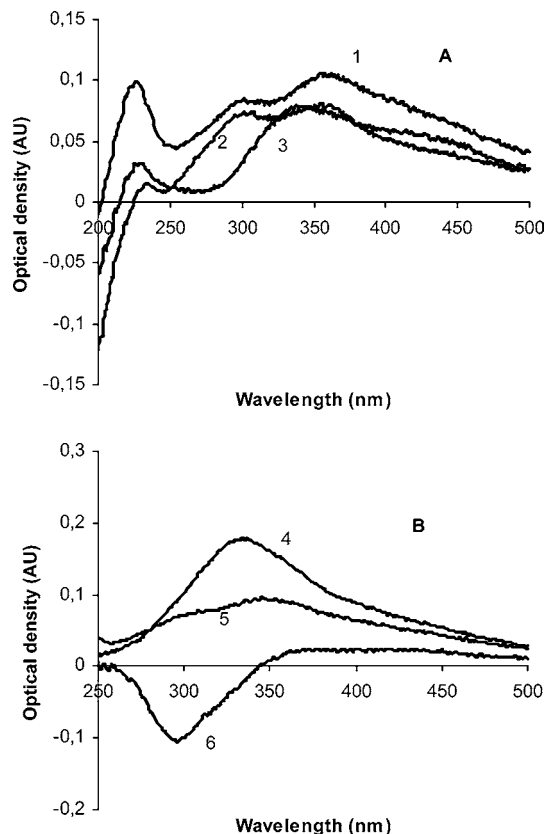 0,15
1
A
0,1
2
3
0,05
0
200 250 300 350 400 450 500
-0,05
-0,1
-0,15
Optical density (AU)
Wavelength (nm)
0,3
B
0,2
4
0,1
5
0
250 300 350 400 450 500
6
-0,1
-0,2
Optical density (AU)
Wavelength (nm)